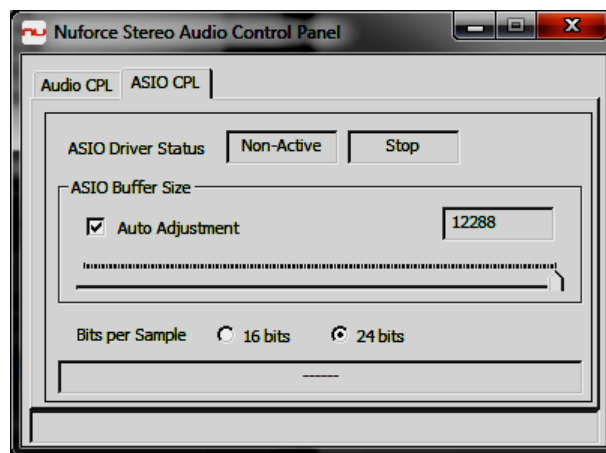 nu Nuforce Stereo Audio Control Panel
Audio CPL ASIO CPL
ASIO Driver Status Non-Active Stop
ASIO Buffer Size
Auto Adjustment 12288
Bits per Sample 16 bits 24 bits
------